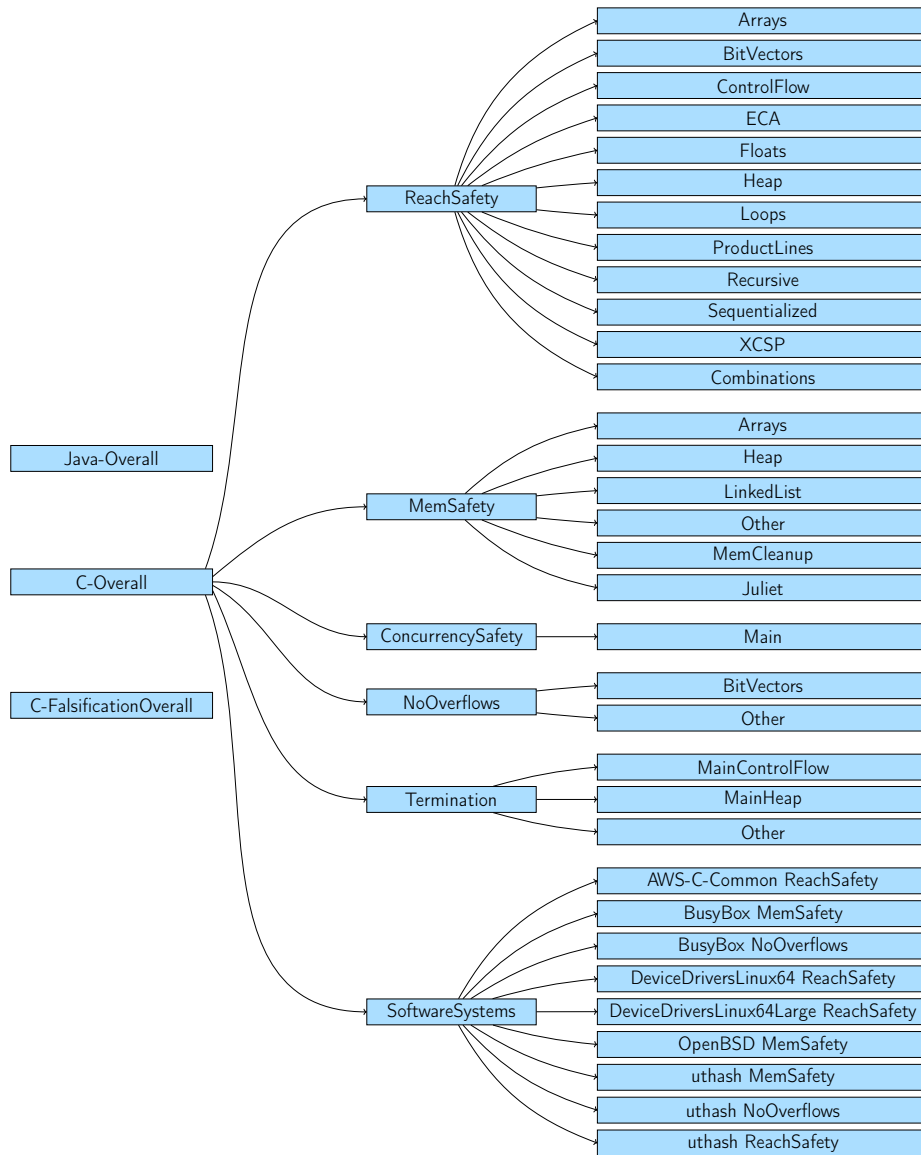 Java-Overall
C-Overall
C-FalsificationOverall
ReachSafety
Arrays
BitVectors
ControlFlow
ECA
Floats
Heap
Loops
ProductLines
Recursive
Sequentialized
XCSP
Combinations
MemSafety
Arrays
Heap
LinkedList
Other
MemCleanup
Juliet
ConcurrencySafety
Main
NoOverflows
BitVectors
Other
Termination
MainControlFlow
MainHeap
Other
SoftwareSystems
AWS-C-Common ReachSafety
BusyBox MemSafety
BusyBox NoOverflows
DeviceDriversLinux64 ReachSafety
DeviceDriversLinux64Large ReachSafety
OpenBSD MemSafety
uthash MemSafety
uthash NoOverflows
uthash ReachSafety